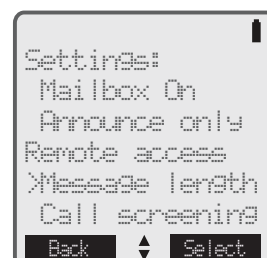 Settings:
Mailbox On
Announce only
Remote access
>Message length
Call screening
Back Select